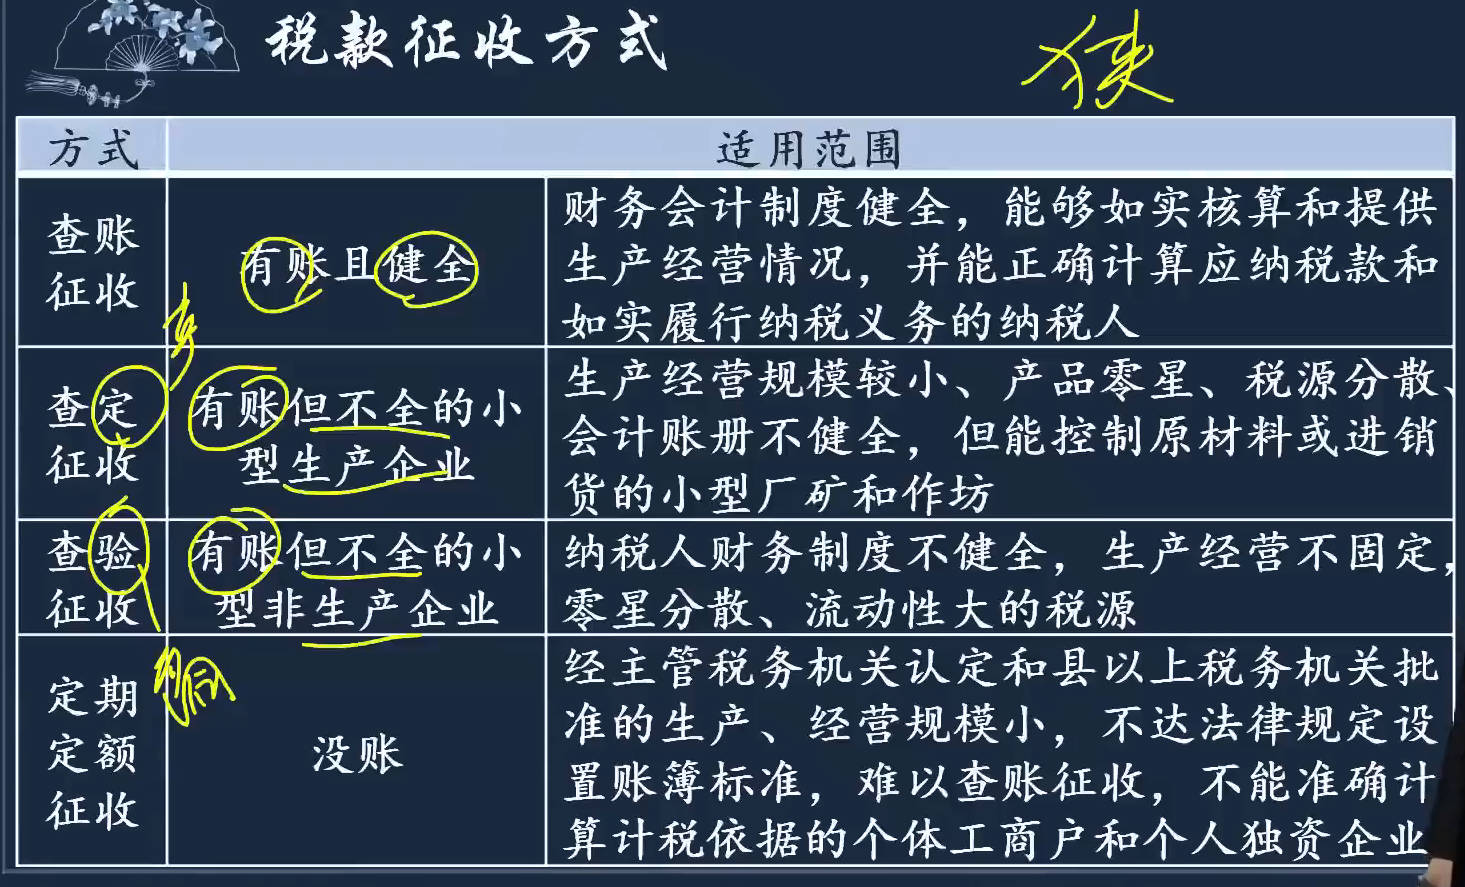 税款征收方式
方式
适用范围
查账
征收
有账且健全
财务会计制度健全，能够如实核算和提供
生产经营情况，并能正确计算应纳税款和
如实履行纳税义务的纳税人
查定
征收
有账但不全的小
型生产企业
生产经营规模较小、产品零星、税源分散、
会计账册不健全，但能控制原材料或进销
货的小型厂矿和作坊
查验
征收
有账但不全的小
型非生产企业
纳税人财务制度不健全，生产经营不固定，
零星分散、流动性大的税源
定期
定额
征收
没账
经主管税务机关认定和县以上税务机关批
准的生产、经营规模小，不达法律规定设
置账簿标准，难以查账征收，不能准确计
算计税依据的个体工商户和个人独资企业